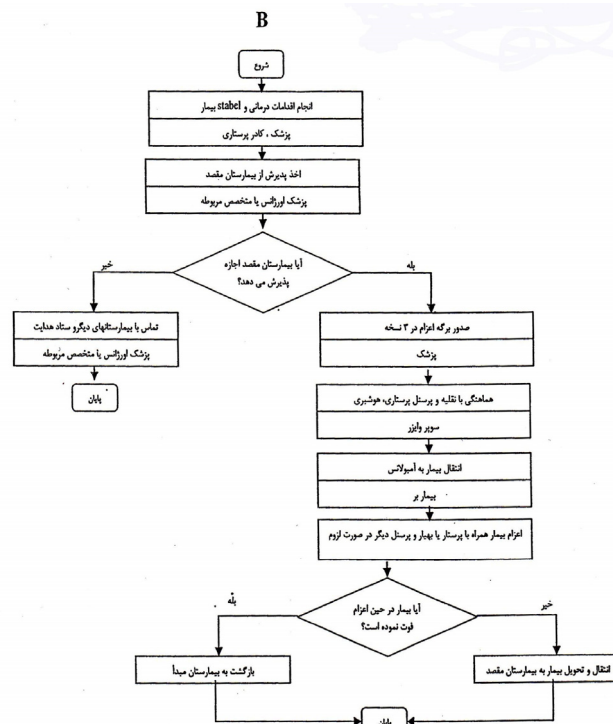 B
شروع
انجام اقدامات درمانی و stabel بیمار
پزشک ، کادر پرستاری
اخذ پذیرش از بیمارستان مقصد
پزشک اورژانس یا متخصص مربوطه
آیا بیمارستان مقصد اجازه
پذیرش می دهد؟
بله
خیر
صدور برگه اعزام در ۳ نسخه
پزشک
تماس با بیمارستانهای دیگرو ستاد هدایت
پزشک اورژانس یا متخصص مربوطه
پایان
هماهنگی با نقلیه و پرسنل پرستاری، هوشبری
سوپر وایزر
انتقال بیمار به آمبولانس
بیمار بر
اعزام بیمار همراه با پرستار یا بهیار و پرسنل دیگر در صورت لزوم
آیا بیمار در حین اعزام
فوت نموده است؟
خیر
بله
انتقال و تحویل بیمار به بیمارستان مقصد
بازگشت به بیمارستان مبدأ
پایان